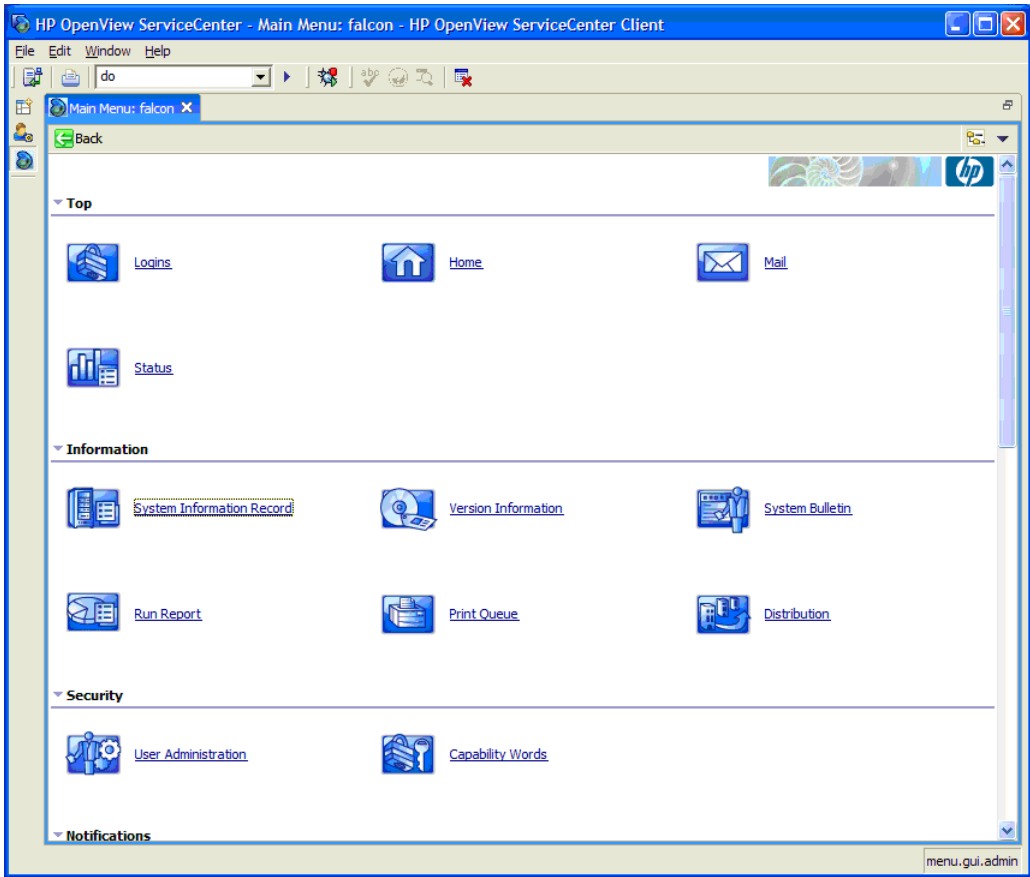 HP OpenView ServiceCenter - Main Menu: falcon - HP OpenView ServiceCenter Client
File Edit Window Help
do
abc
Main Menu: falcon
Back
hp
Top
Logins Home Mail
Status
Information
System Information Record Version Information System Bulletin
Run Report Print Queue Distribution
Security
User Administration Capability Words
Notifications
menu.gui.admin